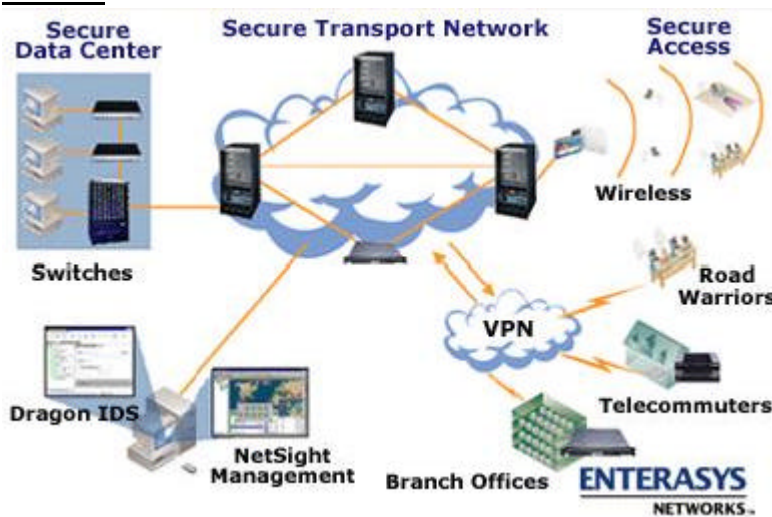 Secure
Data Center
Secure Transport Network
Secure
Access
Wireless
Switches
Road
Warriors
VPN
Dragon IDS
Telecommuters
NetSight
Management
Branch Offices
ENTERASYS
NETWORKS™